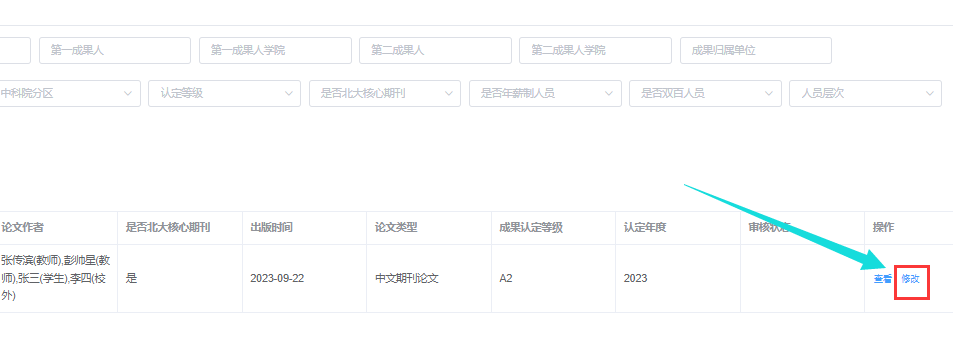 第一成果人 第一成果人学院 第二成果人 第二成果人学院 成果归属单位
中科院分区 认定等级 是否北大核心期刊 是否年薪制人员 是否双百人员 人员层次
论文作者 是否北大核心期刊 出版时间 论文类型 成果认定等级 认定年度 审核状态 操作
张传滨(教师),彭帅星(教
师),张三(学生),李四(校 是 2023-09-22 中文期刊论文 A2 2023 查看 修改
外)